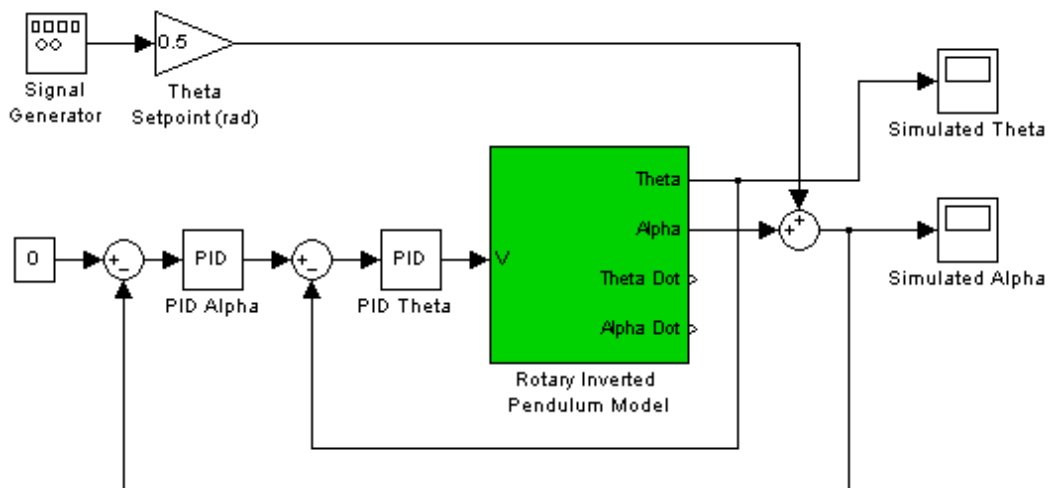 0.5
Signal
Generator
Theta
Setpoint (rad)
Simulated Theta
Theta
Alpha
Theta Dot
Alpha Dot
V
Rotary Inverted
Pendulum Model
0
+
−
PID
PID Alpha
+
−
PID
PID Theta
+
+
Simulated Alpha